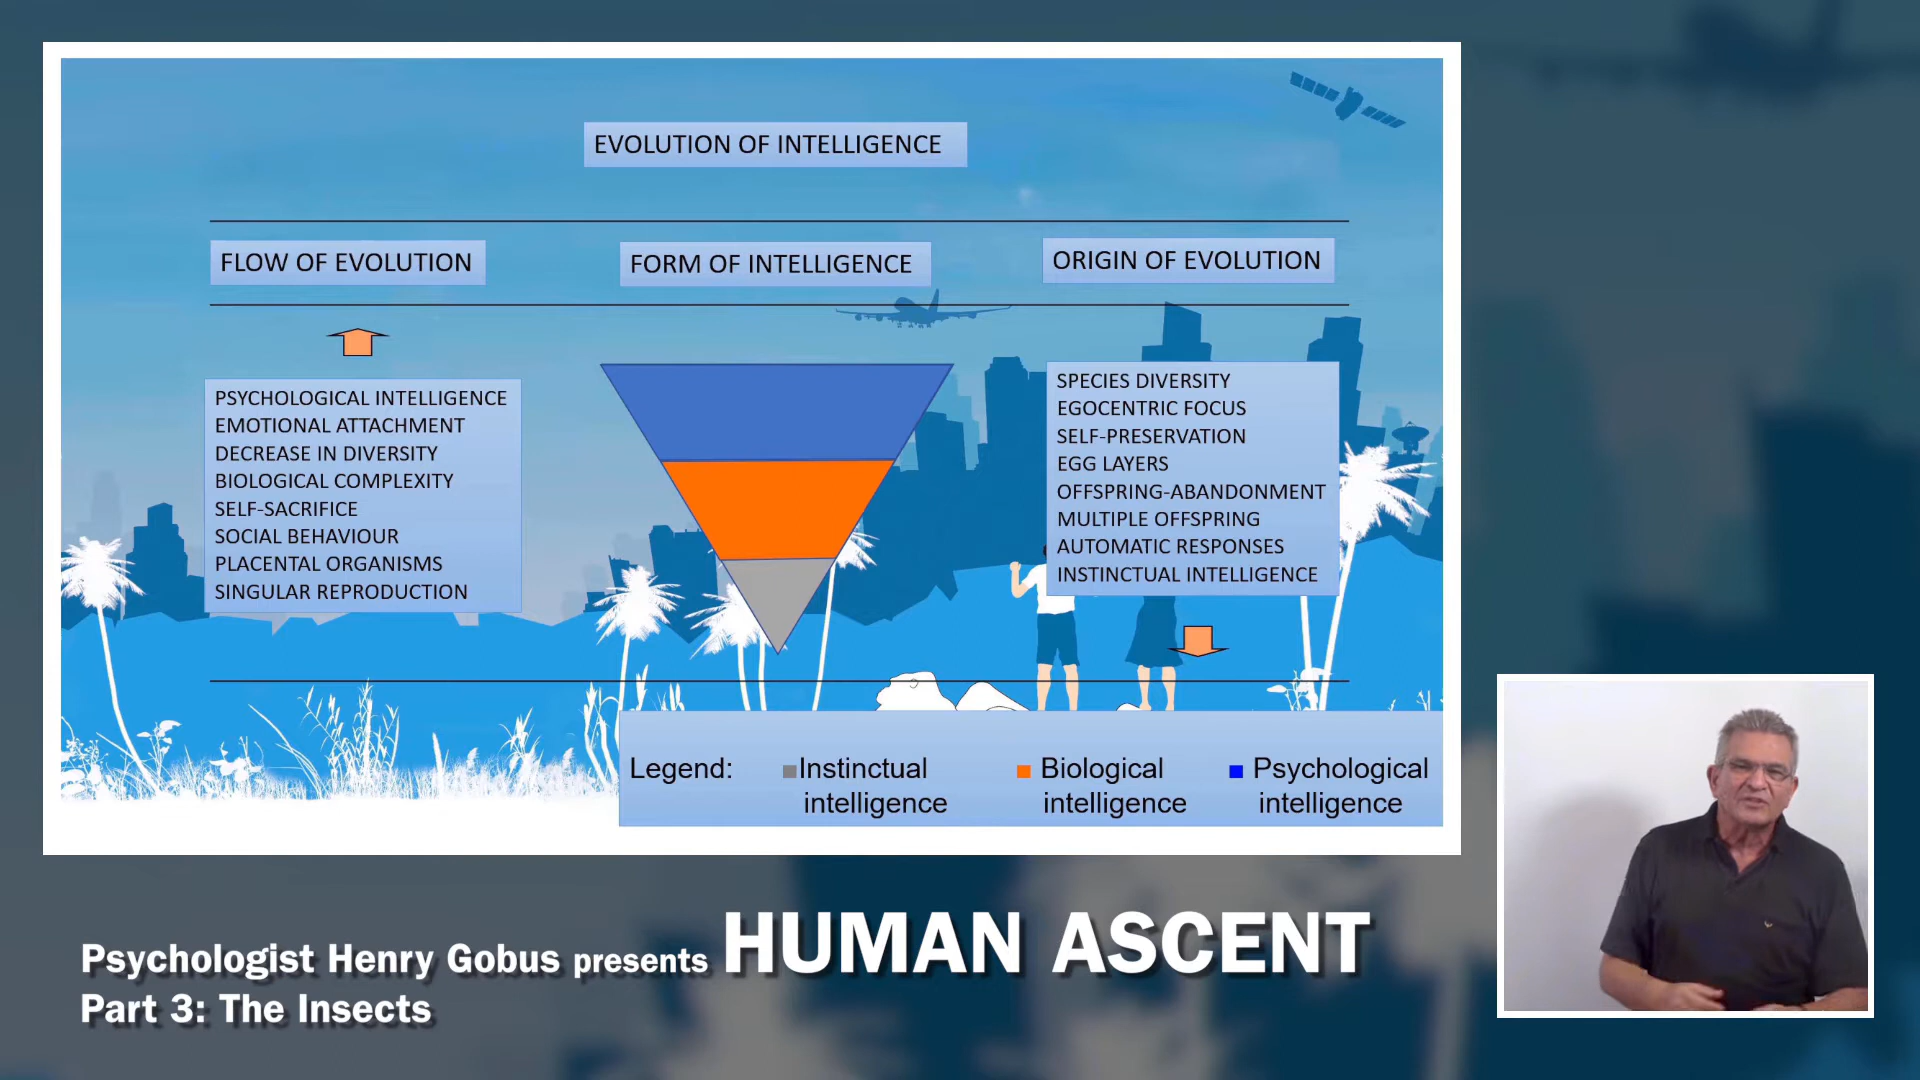 EVOLUTION OF INTELLIGENCE
FLOW OF EVOLUTION
FORM OF INTELLIGENCE
ORIGIN OF EVOLUTION
PSYCHOLOGICAL INTELLIGENCE
EMOTIONAL ATTACHMENT
DECREASE IN DIVERSITY
BIOLOGICAL COMPLEXITY
SELF-SACRIFICE
SOCIAL BEHAVIOUR
PLACENTAL ORGANISMS
SINGULAR REPRODUCTION
SPECIES DIVERSITY
EGOCENTRIC FOCUS
SELF-PRESERVATION
EGG LAYERS
OFFSPRING-ABANDONMENT
MULTIPLE OFFSPRING
AUTOMATIC RESPONSES
INSTINCTUAL INTELLIGENCE
Legend:
Instinctual
intelligence
Biological
intelligence
Psychological
intelligence
Psychologist Henry Gobus presents HUMAN ASCENT
Part 3: The Insects